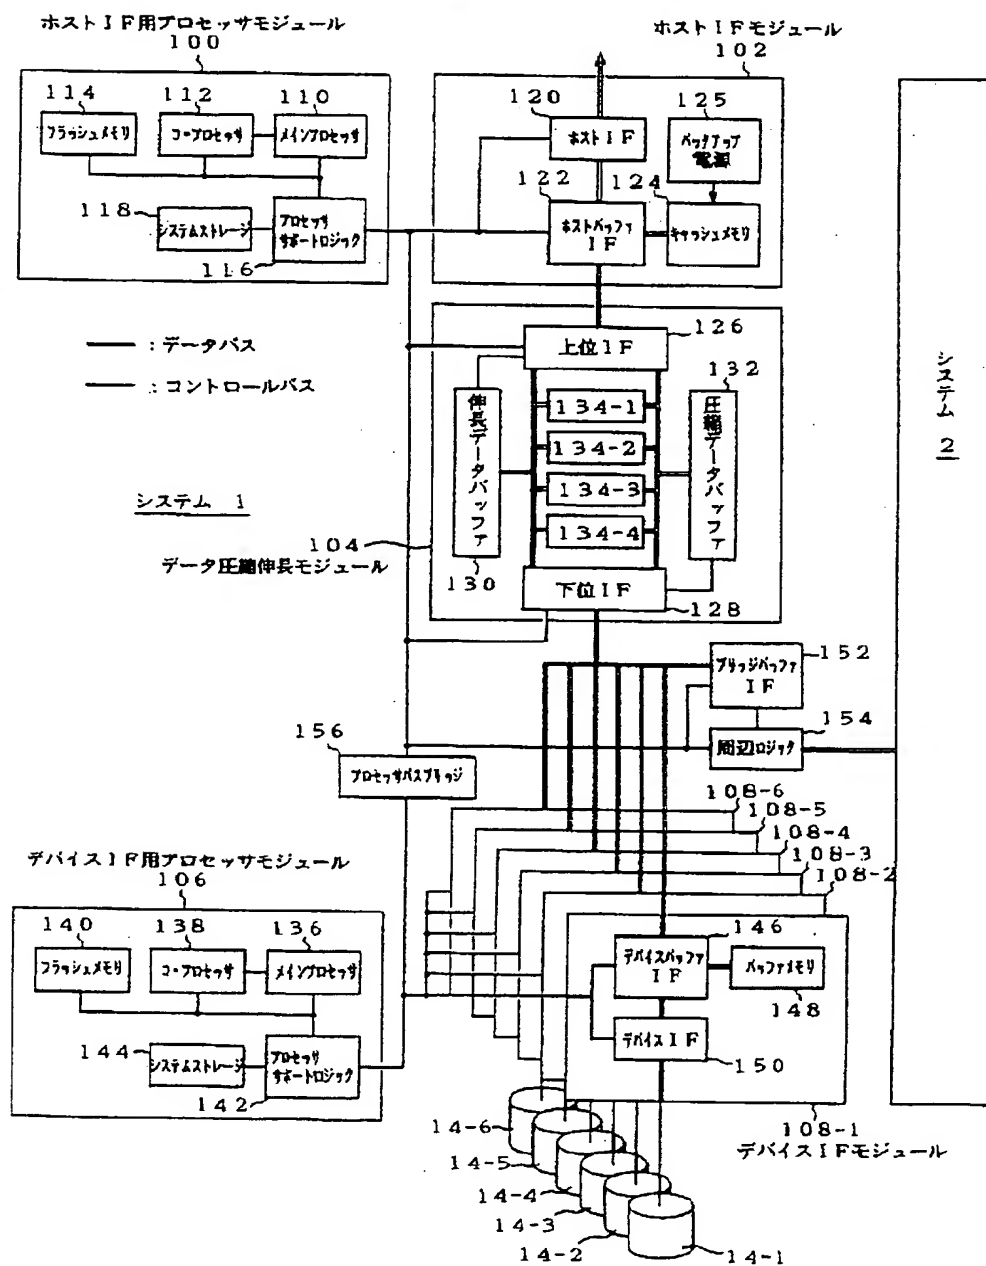 ホストIF用プロセッサモジュール
100
ホストIFモジュール
102
114
112
110
フラッシュメモリ
コープロセッサ
メインプロセッサ
118
システムストレージ
プロセッサ
サポートロジック
116
120
125
ホストIF
バックアップ
電源
122
124
ホストバッファ
IF
キャッシュメモリ
:データバス
:コントロールバス
システム 1
126
上位IF
132
伸長データバッファ
134-1
134-2
134-3
134-4
圧縮データバッファ
104
データ圧縮伸長モジュール
130
下位IF
128
システム 2
ブリッジバッファ
IF
152
154
周辺ロジック
156
プロセッサバスブリッジ
108-6
108-5
108-4
108-3
108-2
デバイスIF用プロセッサモジュール
106
140
138
136
フラッシュメモリ
コープロセッサ
メインプロセッサ
144
システムストレージ
プロセッサ
サポートロジック
142
146
デバイスバッファ
IF
バッファメモリ
148
デバイスIF
150
108-1
デバイスIFモジュール
14-6
14-5
14-4
14-3
14-2
14-1